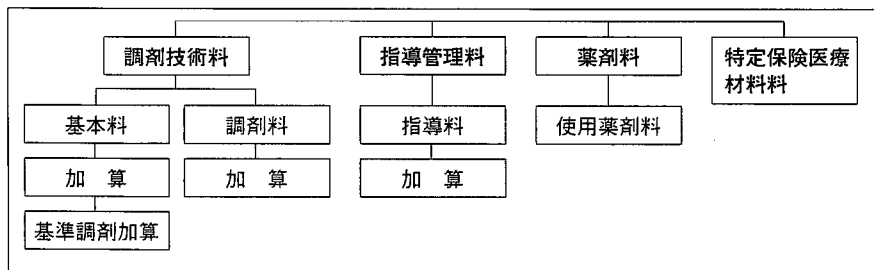 調剤技術料
指導管理料
薬剤料
特定保険医療
材料料
基本料
調剤料
指導料
使用薬剤料
加　算
加　算
加　算
基準調剤加算